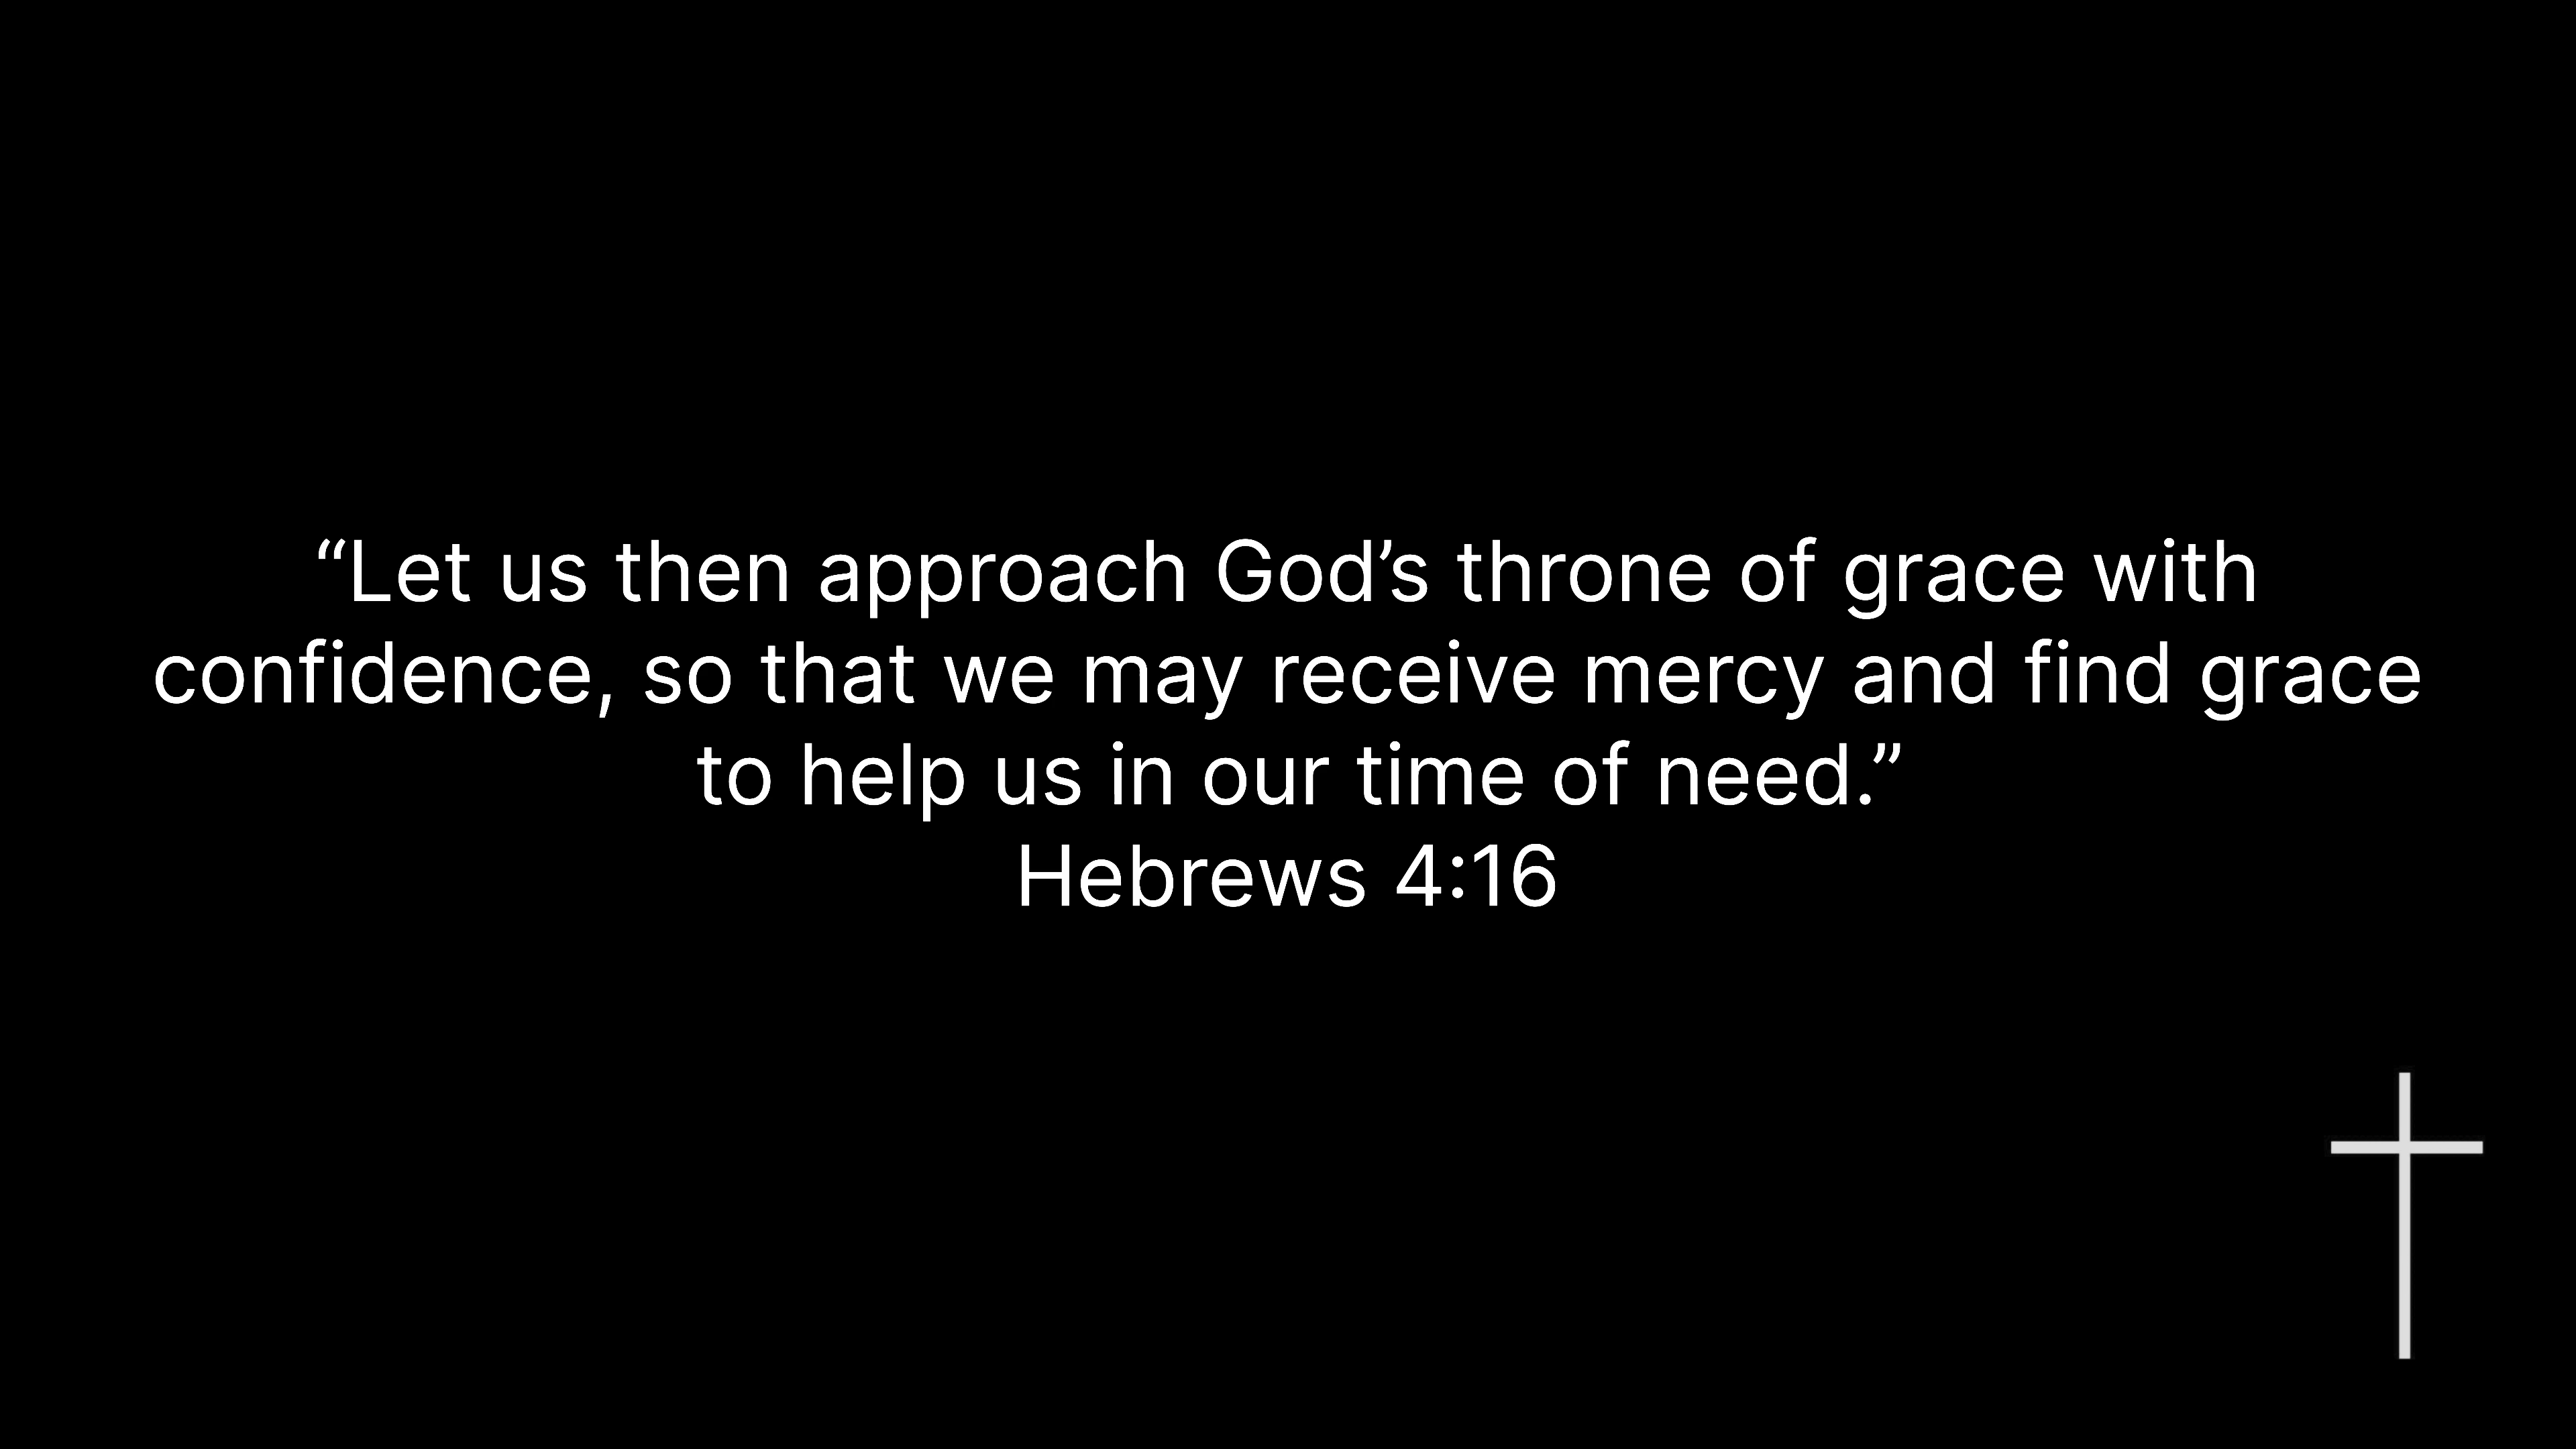 “Let us then approach God’s throne of grace with
confidence, so that we may receive mercy and find grace
to help us in our time of need.”
Hebrews 4:16